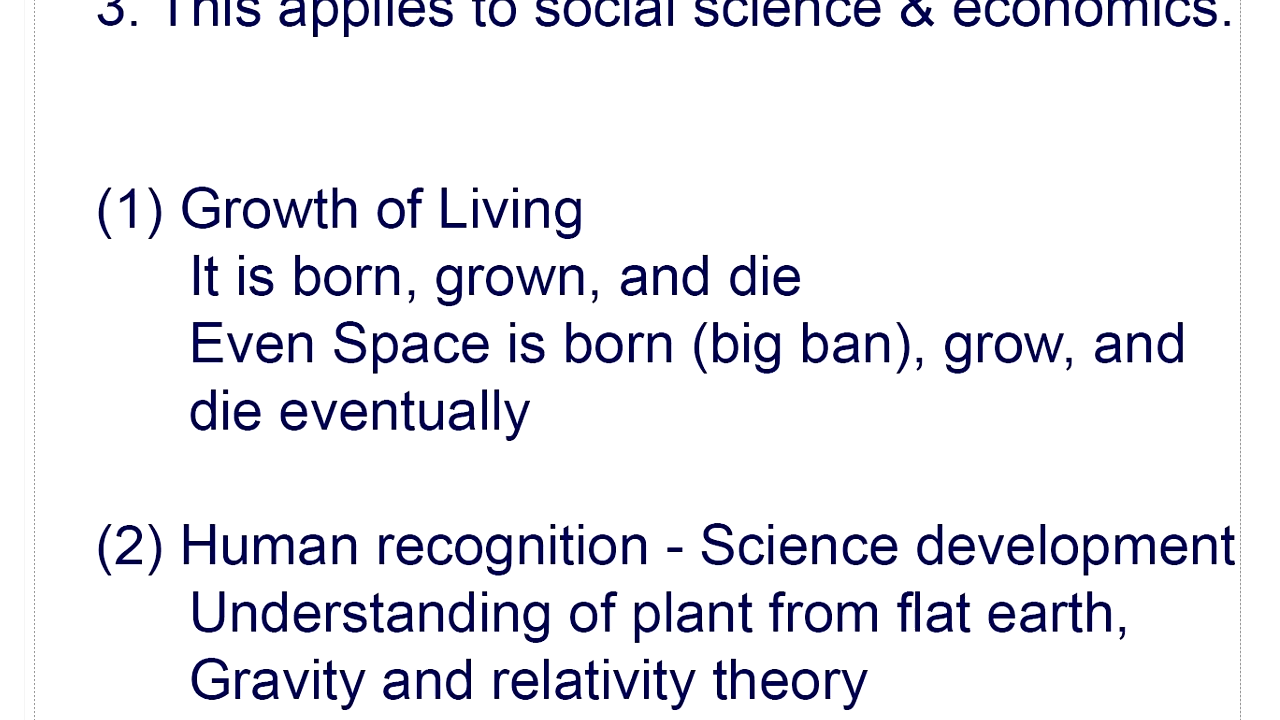 3. This applies to social science & economics.
(1) Growth of Living
It is born, grown, and die
Even Space is born (big ban), grow, and
die eventually
(2) Human recognition - Science development
Understanding of plant from flat earth,
Gravity and relativity theory